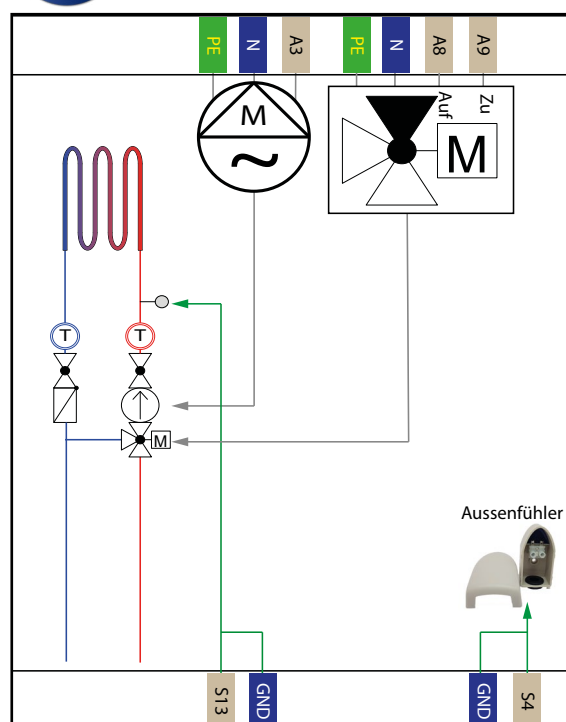 PE N A3 PE N A8 A9
Auf Zu
M
M
~
T T
M
Aussenfühler
S13 GND GND S4